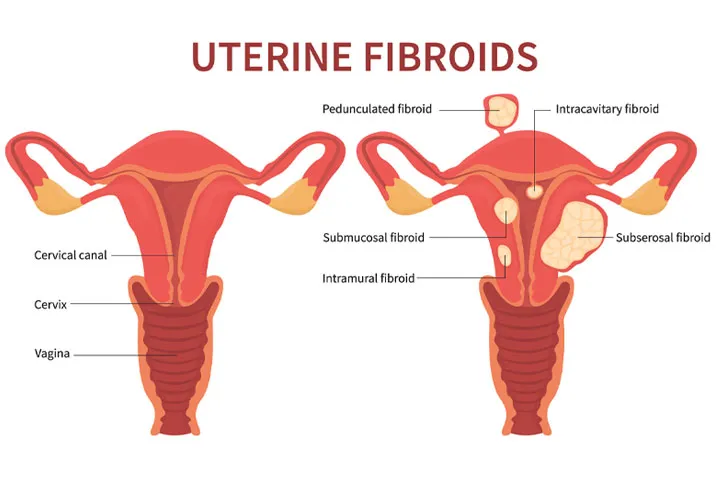 UTERINE FIBROIDS
Pedunculated fibroid
Intracavitary fibroid
Cervical canal
Submucosal fibroid
Subserosal fibroid
Intramural fibroid
Cervix
Vagina